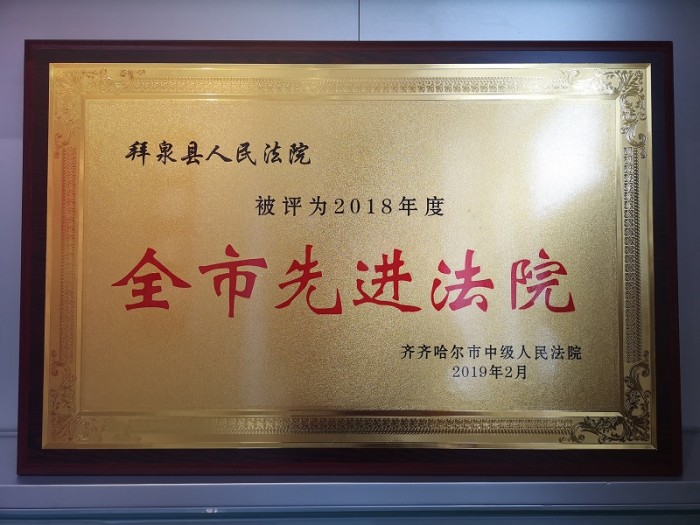 拜泉县人民法院
被评为2018年度
全市先进法院
齐齐哈尔市中级人民法院
2019年2月